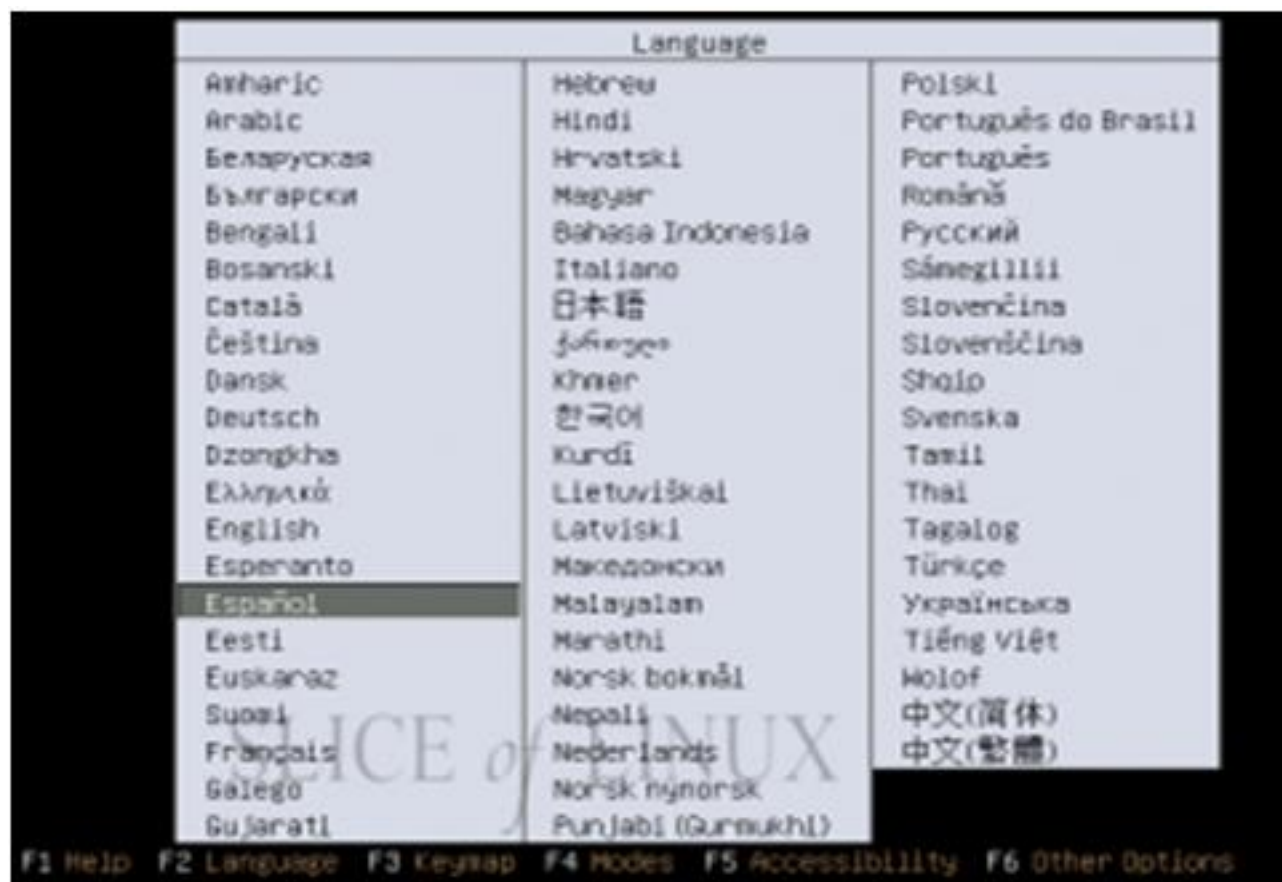 Language
Amharic
Arabic
Беларуская
Български
Bengali
Bosanski
Català
Čeština
Dansk
Deutsch
Dzongkha
Ελληνικά
English
Esperanto
Español
Eesti
Euskaraz
Suomi
Français
Galego
Gujarati
Hebrew
Hindi
Hrvatski
Magyar
Bahasa Indonesia
Italiano
日本語
ქართული
Khmer
한국어
Kurdî
Lietuviškai
Latviski
Македонски
Malayalam
Marathi
Norsk bokmål
Nepali
Nederlands
Norsk nynorsk
Punjabi (Gurmukhi)
Polski
Português do Brasil
Português
Română
Русский
Sámegillii
Slovenčina
Slovenščina
Shqip
Svenska
Tamil
Thai
Tagalog
Türkçe
Українська
Tiếng Việt
Wolof
中文(简体)
中文(繁體)
SLICE of LINUX
F1 Help F2 Language F3 Keymap F4 Modes F5 Accessibility F6 Other Options